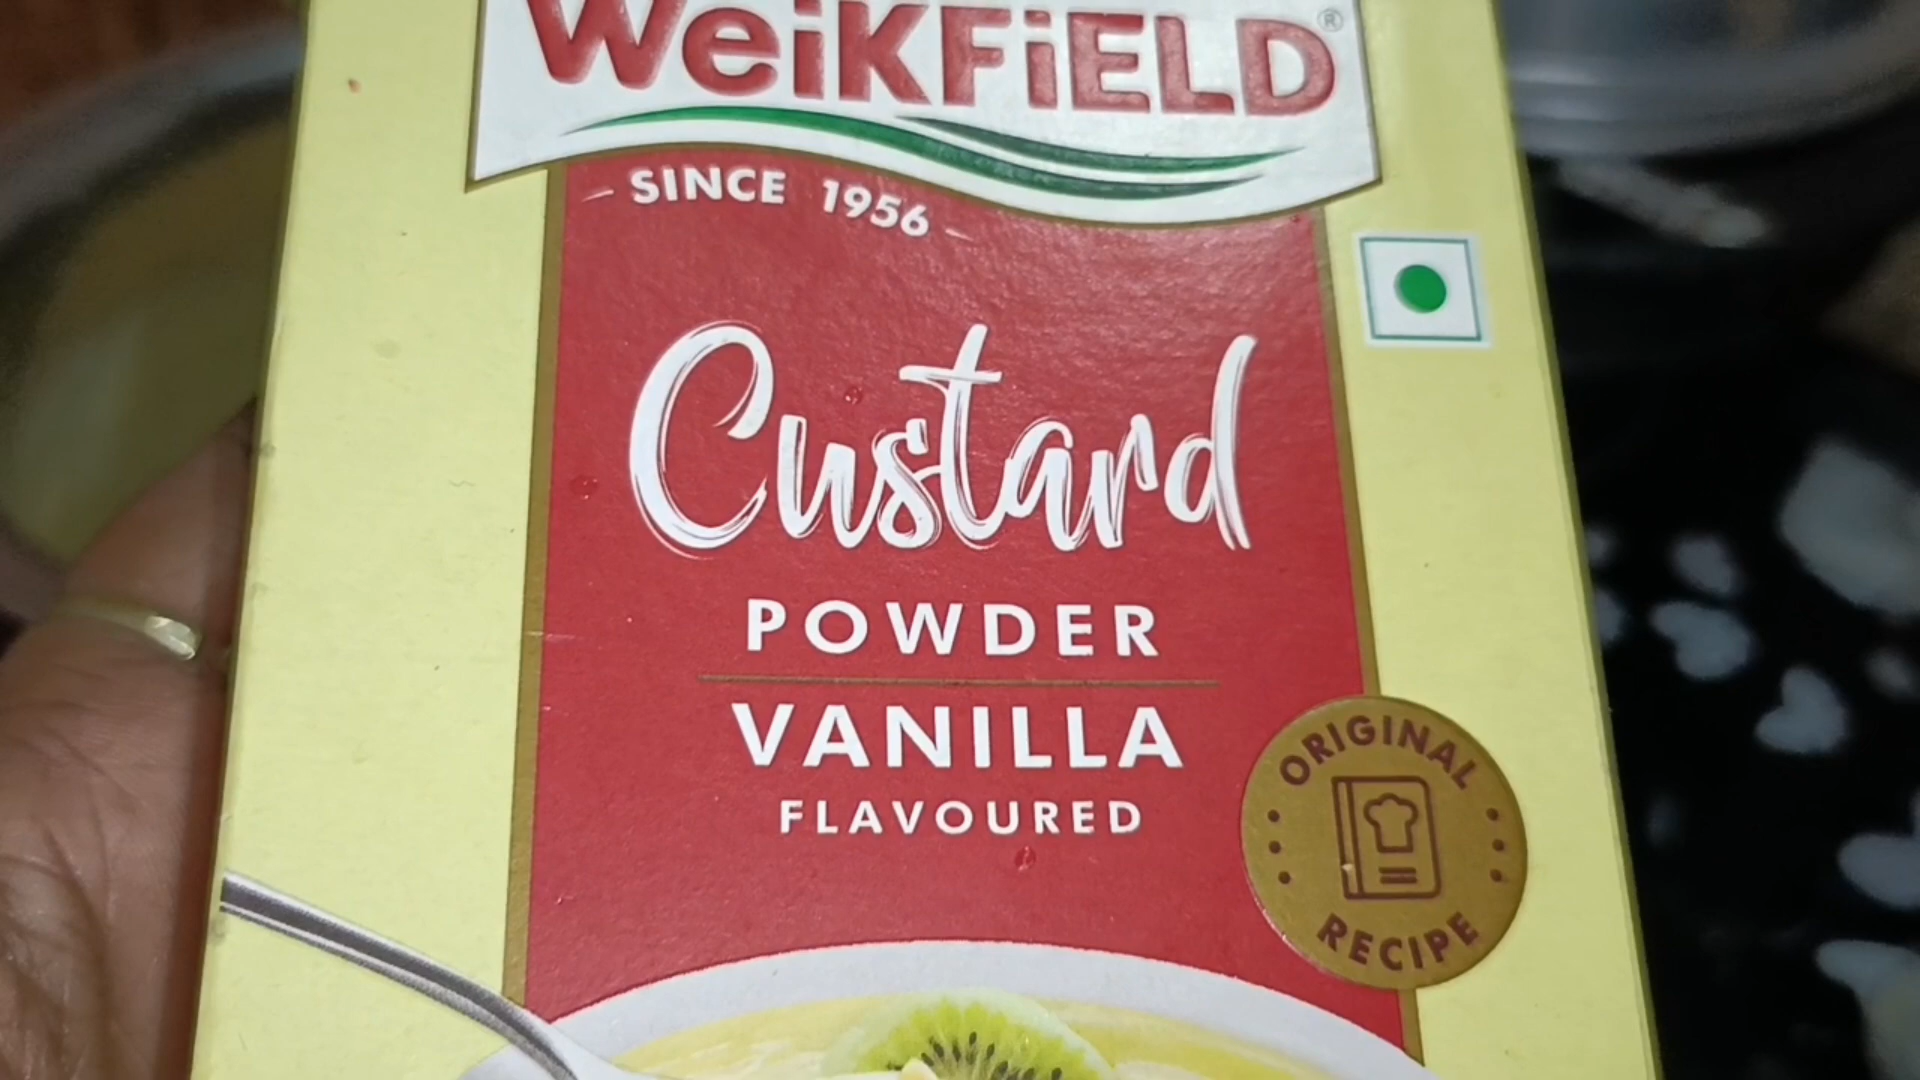 WeiKFiELD®
SINCE 1956
Custard
POWDER
VANILLA
FLAVOURED
ORIGINAL
RECIPE